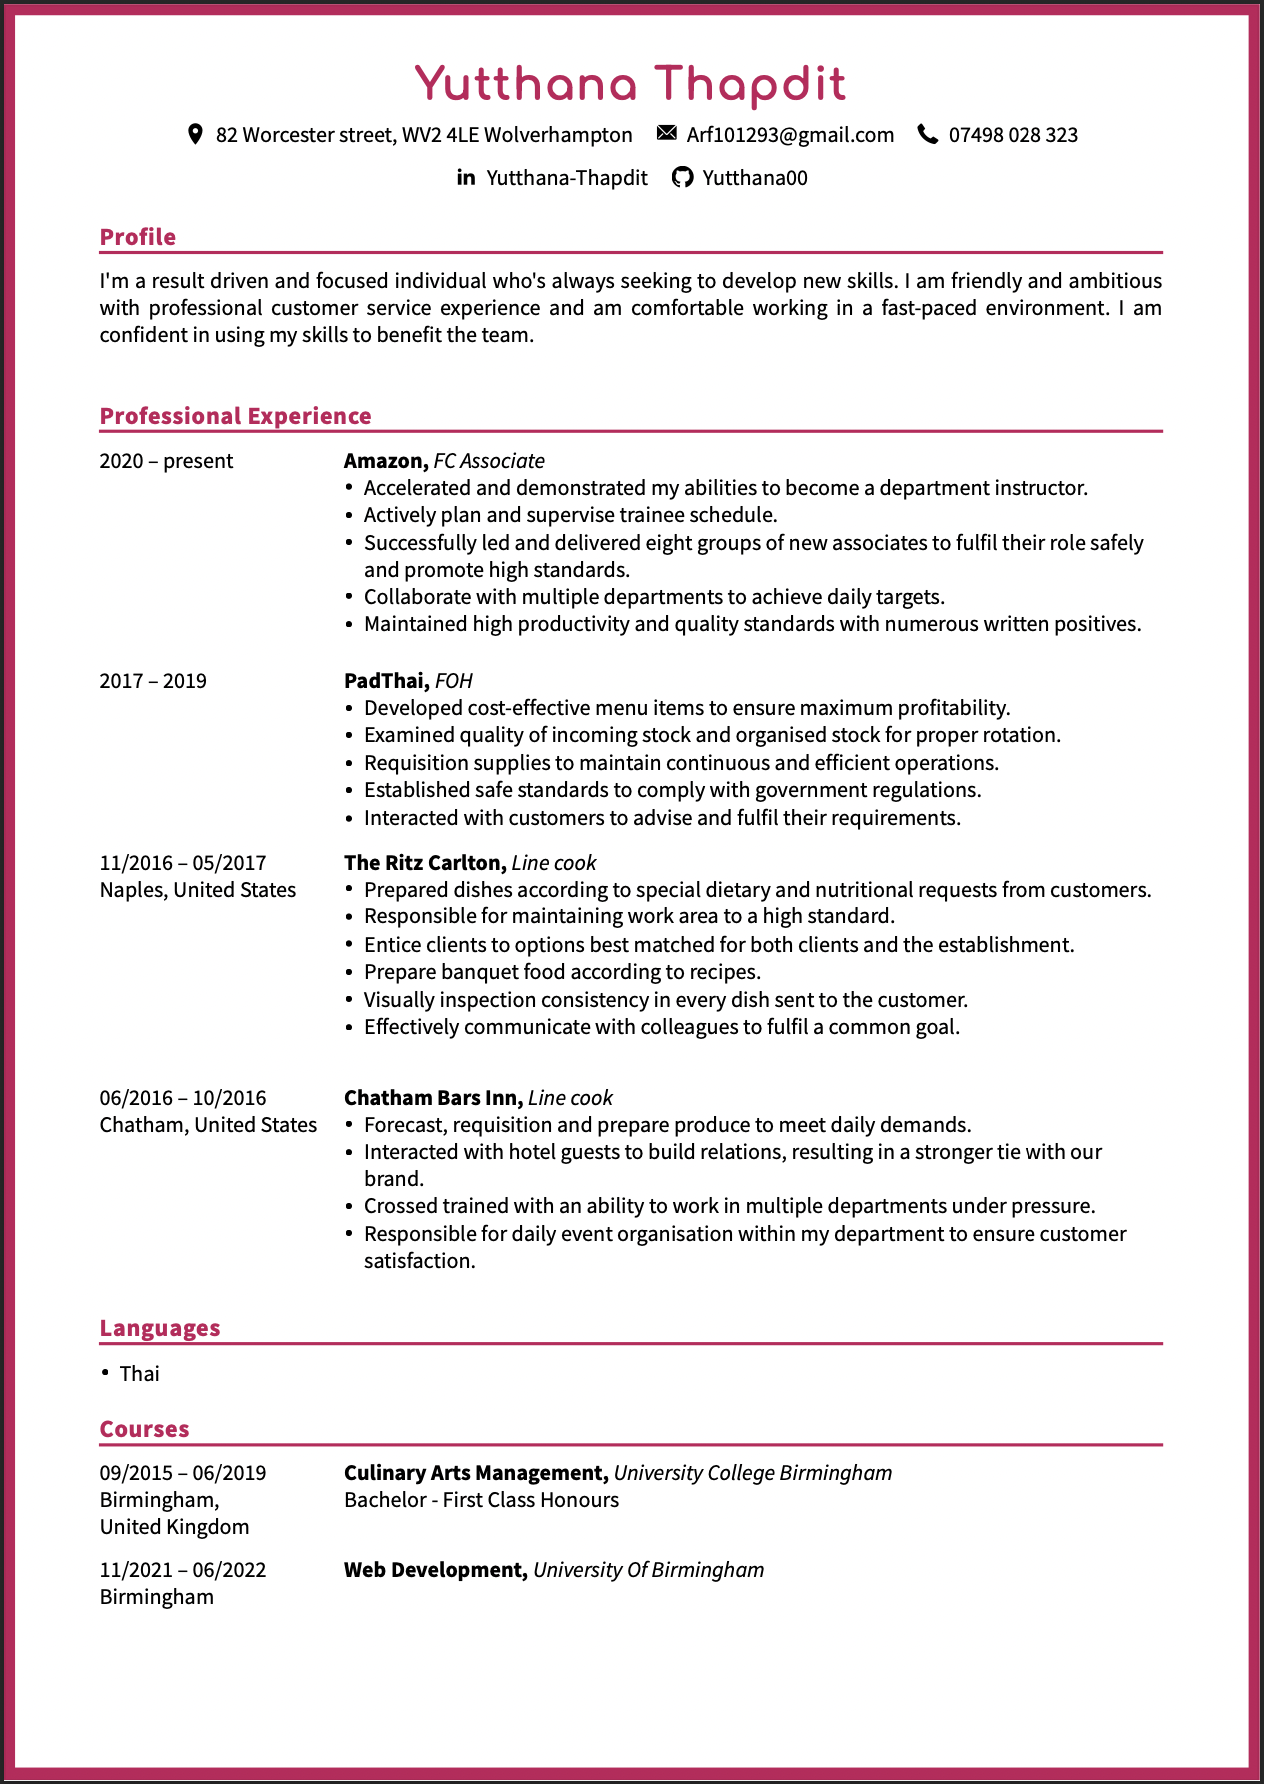 Yutthana Thapdit
82 Worcester street, WV2 4LE Wolverhampton Arf101293@gmail.com 07498 028 323
in Yutthana-Thapdit Yutthana00
Profile
I'm a result driven and focused individual who's always seeking to develop new skills. I am friendly and ambitious
with professional customer service experience and am comfortable working in a fast-paced environment. I am
confident in using my skills to benefit the team.
Professional Experience
2020 – present
Amazon, FC Associate
• Accelerated and demonstrated my abilities to become a department instructor.
• Actively plan and supervise trainee schedule.
• Successfully led and delivered eight groups of new associates to fulfil their role safely
and promote high standards.
• Collaborate with multiple departments to achieve daily targets.
• Maintained high productivity and quality standards with numerous written positives.
2017 – 2019
PadThai, FOH
• Developed cost-effective menu items to ensure maximum profitability.
• Examined quality of incoming stock and organised stock for proper rotation.
• Requisition supplies to maintain continuous and efficient operations.
• Established safe standards to comply with government regulations.
• Interacted with customers to advise and fulfil their requirements.
11/2016 – 05/2017
Naples, United States
The Ritz Carlton, Line cook
• Prepared dishes according to special dietary and nutritional requests from customers.
• Responsible for maintaining work area to a high standard.
• Entice clients to options best matched for both clients and the establishment.
• Prepare banquet food according to recipes.
• Visually inspection consistency in every dish sent to the customer.
• Effectively communicate with colleagues to fulfil a common goal.
06/2016 – 10/2016
Chatham, United States
Chatham Bars Inn, Line cook
• Forecast, requisition and prepare produce to meet daily demands.
• Interacted with hotel guests to build relations, resulting in a stronger tie with our
brand.
• Crossed trained with an ability to work in multiple departments under pressure.
• Responsible for daily event organisation within my department to ensure customer
satisfaction.
Languages
• Thai
Courses
09/2015 – 06/2019
Birmingham,
United Kingdom
Culinary Arts Management, University College Birmingham
Bachelor - First Class Honours
11/2021 – 06/2022
Birmingham
Web Development, University Of Birmingham